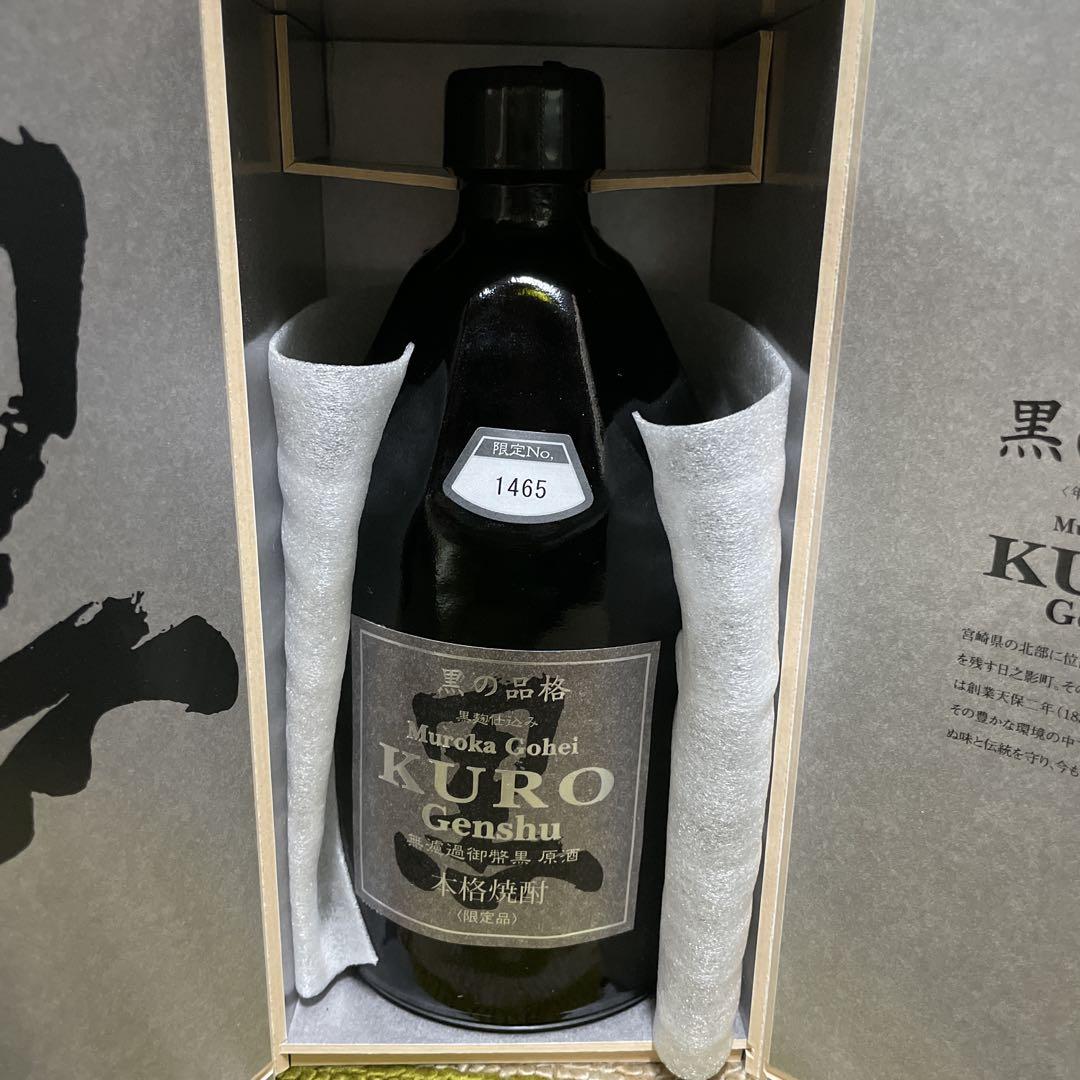 限定No,
1465
黒の品格
黒麹仕込み
Muroka Gohei
KURO
Genshu
無濾過御幣黒 原酒
本格焼酎
〈限定品〉
黒
〈年
Mu
KU
Ge
宮崎県の北部に位
を残す日之影町。その
は創業天保二年(183
その豊かな環境の中で
ぬ味と伝統を守り、今も